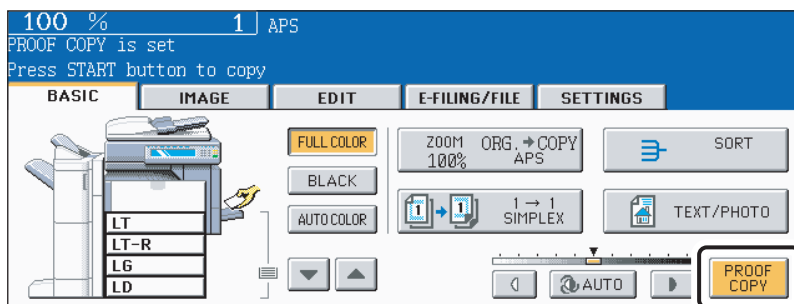 100 % 1 APS
PROOF COPY is set
Press START button to copy
BASIC IMAGE EDIT E-FILING/FILE SETTINGS
FULL COLOR
BLACK
AUTO COLOR
ZOOM ORG.→COPY
100% APS
SORT
1→1 1→1
SIMPLEX
TEXT/PHOTO
LT
LT-R
LG
LD
AUTO
PROOF
COPY